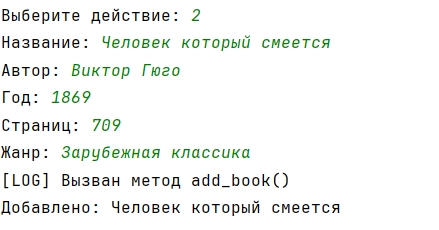 Выберите действие: 2
Название: Человек который смеется
Автор: Виктор Гюго
Год: 1869
Страниц: 709
Жанр: Зарубежная классика
[LOG] Вызван метод add_book()
Добавлено: Человек который смеется